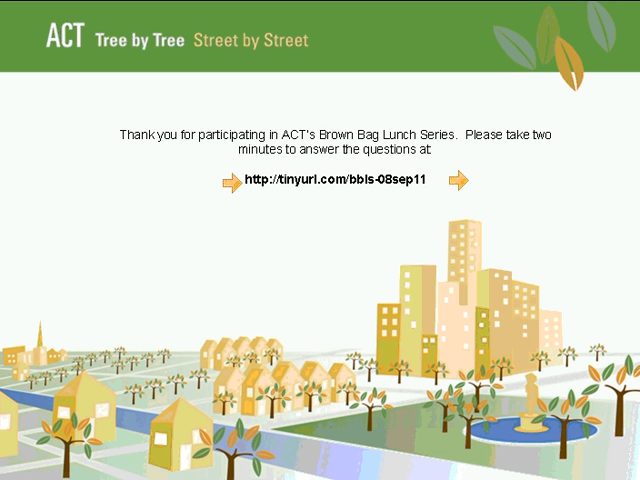 ACT Tree by Tree Street by Street
Thank you for participating in ACT's Brown Bag Lunch Series. Please take two
minutes to answer the questions at:
http://tinyurl.com/bbls-08sep11